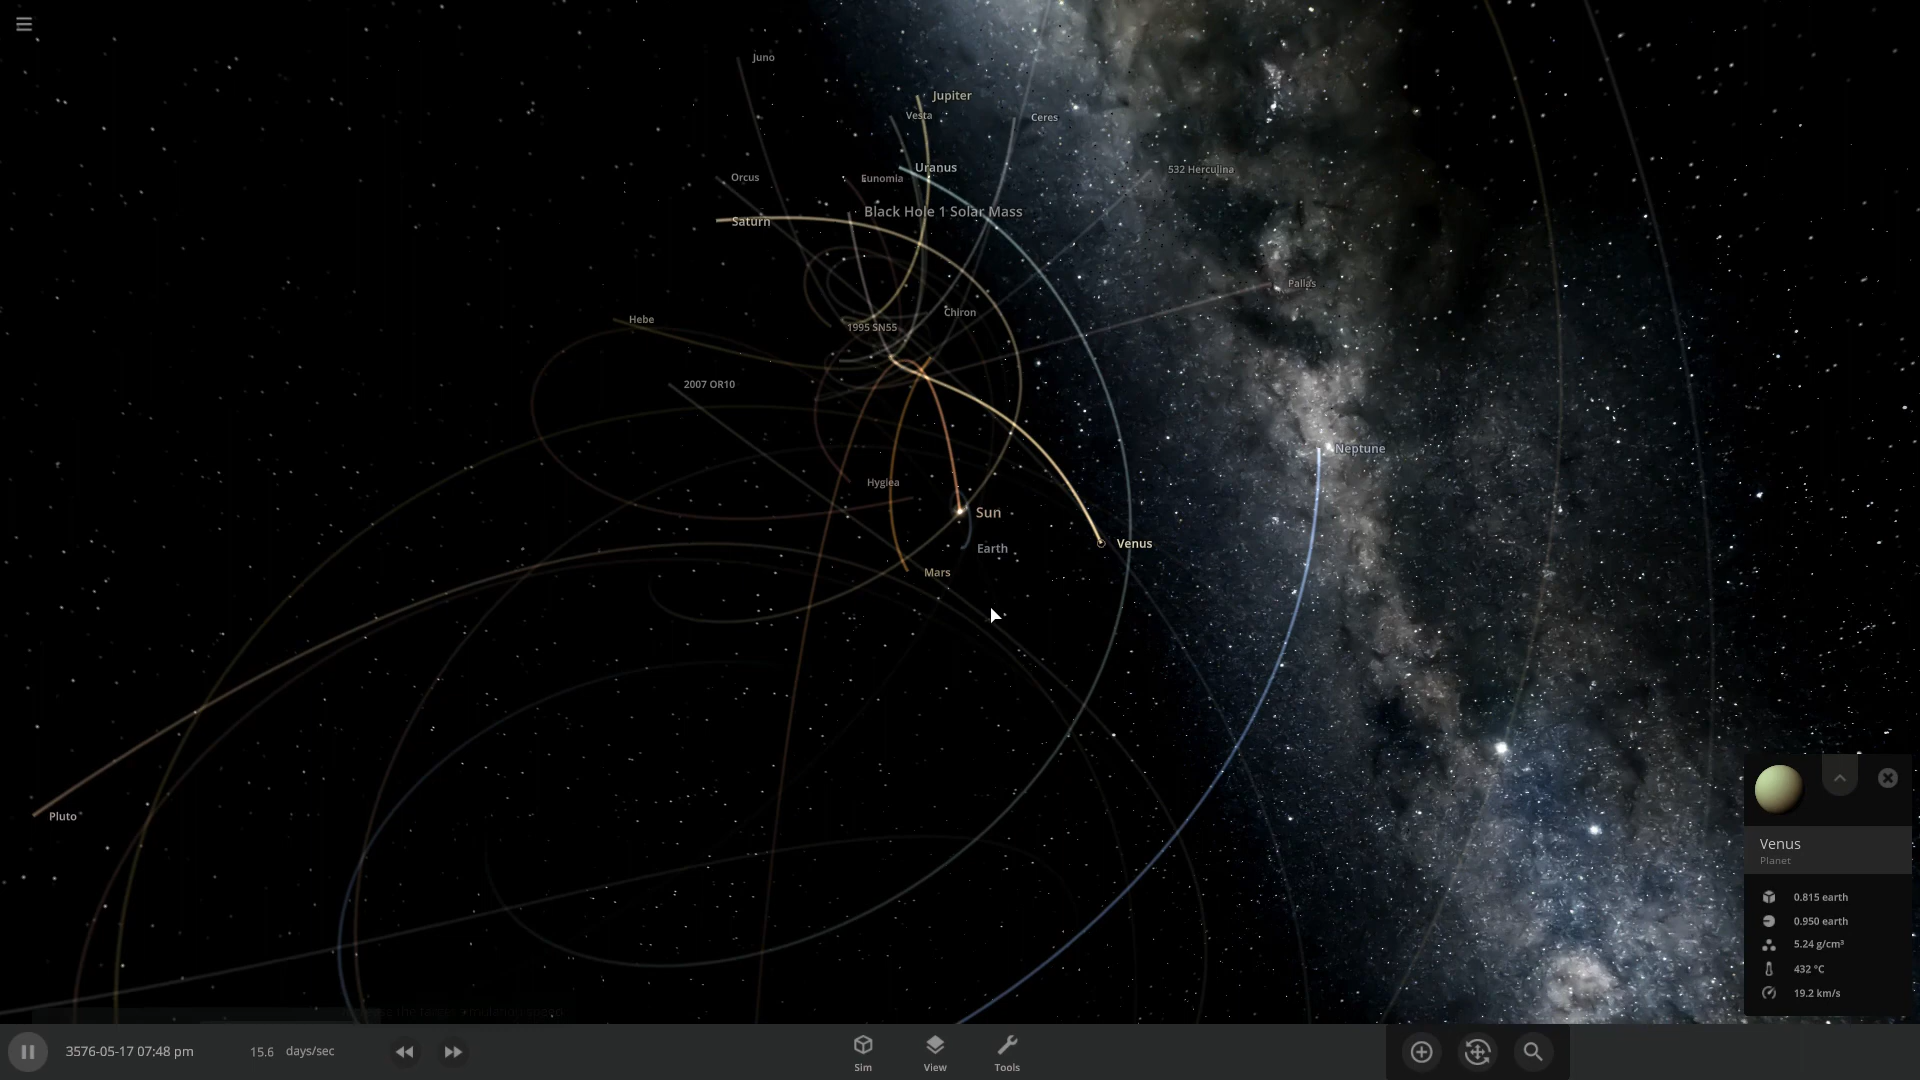 Juno
Jupiter
Vesta
Ceres
Uranus
532 Herculina
Orcus
Eunomia
Black Hole 1 Solar Mass
Saturn
Pallas
Chiron
Hebe
1995 SN55
2007 OR10
Neptune
Hygiea
Sun
Venus
Earth
Mars
Pluto
Venus
Planet
0.815 earth
0.950 earth
5.24 g/cm³
432 °C
19.2 km/s
3576-05-17 07:48 pm
15.6 days/sec
Sim
View
Tools